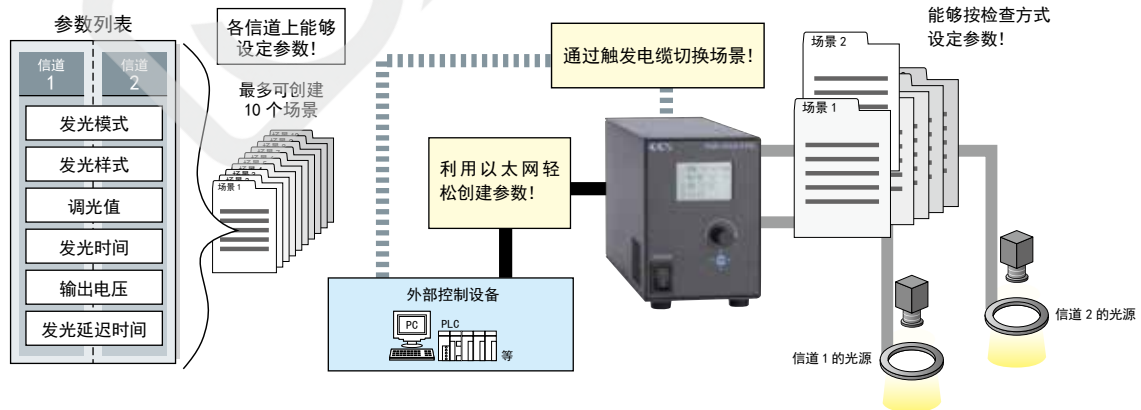 参数列表
信道
1
信道
2
发光模式
发光样式
调光值
发光时间
输出电压
发光延迟时间
各信道上能够
设定参数!
最多可创建
10 个场景
场景 1
通过触发电缆切换场景!
利用以太网轻
松创建参数!
外部控制设备
PC
PLC
等
CCS
能够按检查方式
设定参数!
场景 2
场景 1
信道 1 的光源
信道 2 的光源